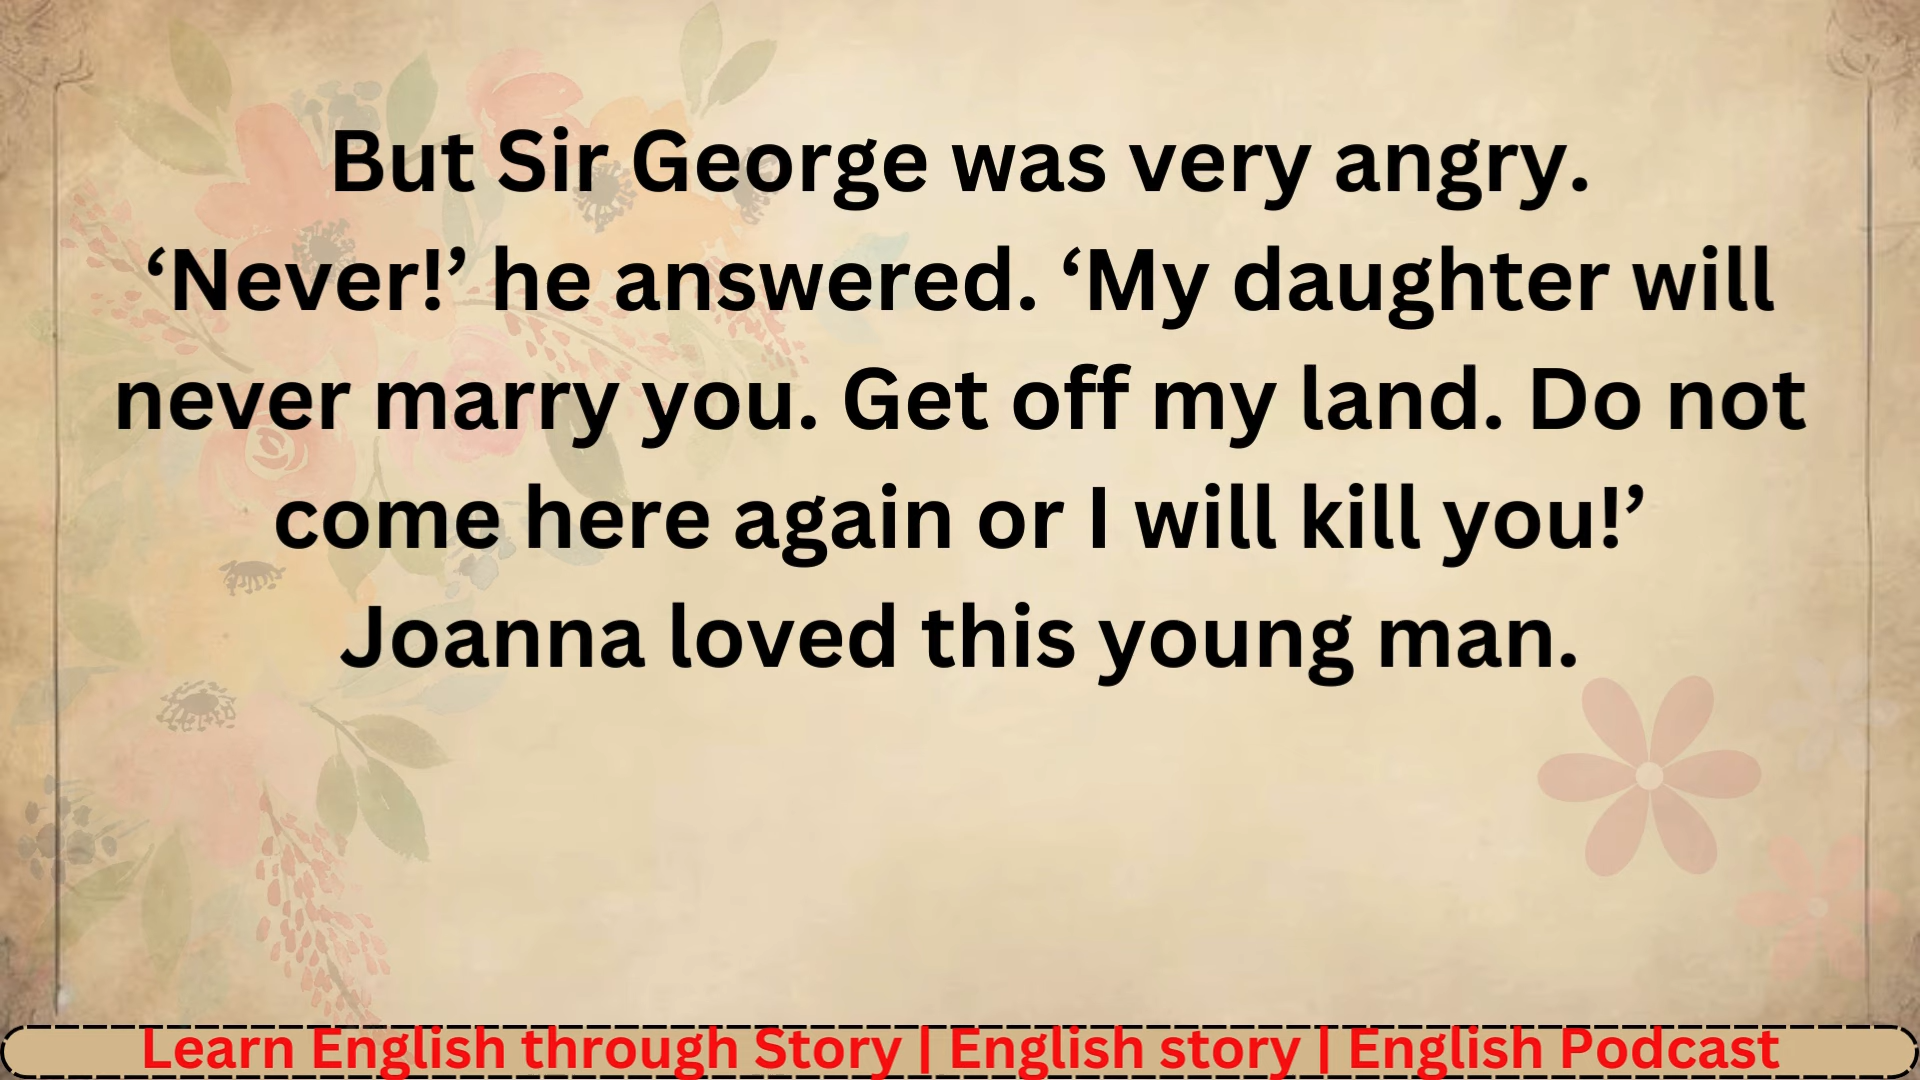 But Sir George was very angry.
‘Never!’ he answered. ‘My daughter will
never marry you. Get off my land. Do not
come here again or I will kill you!’
Joanna loved this young man.
Learn English through Story | English story | English Podcast